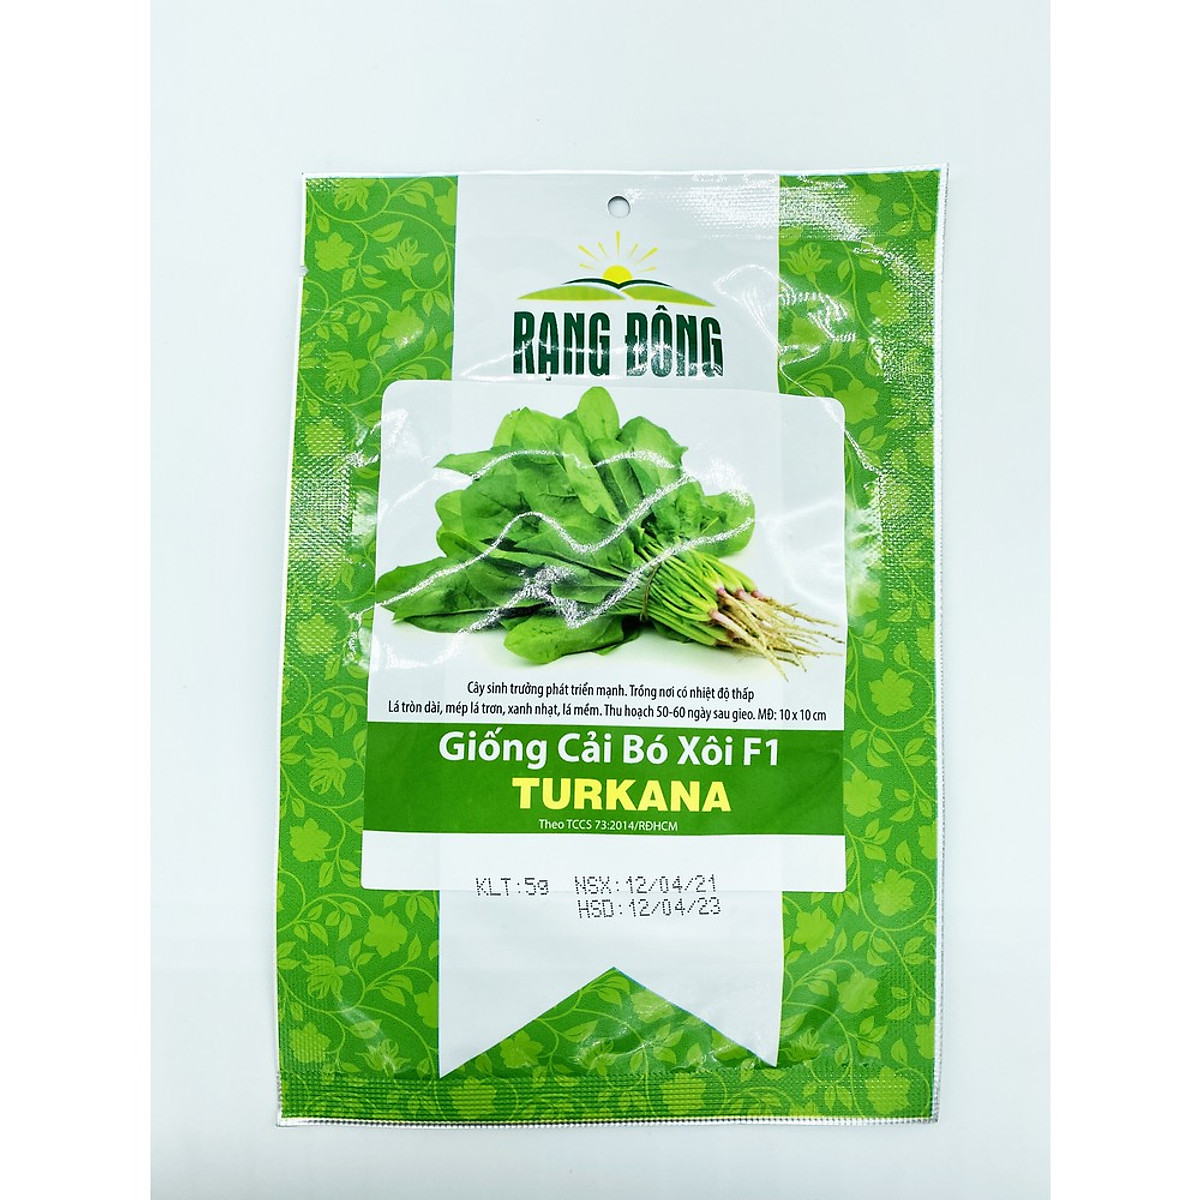 RẠNG ĐÔNG
Cây sinh trưởng phát triển mạnh. Trồng nơi có nhiệt độ thấp
Lá tròn dài, mép lá trơn, xanh nhạt, lá mềm. Thu hoạch 50-60 ngày sau gieo. MĐ: 10 x 10 cm
Giống Cải Bó Xôi F1
TURKANA
Theo TCCS 73:2014/RĐHCM
KLT:5g NSX:12/04/21
HSD:12/04/23